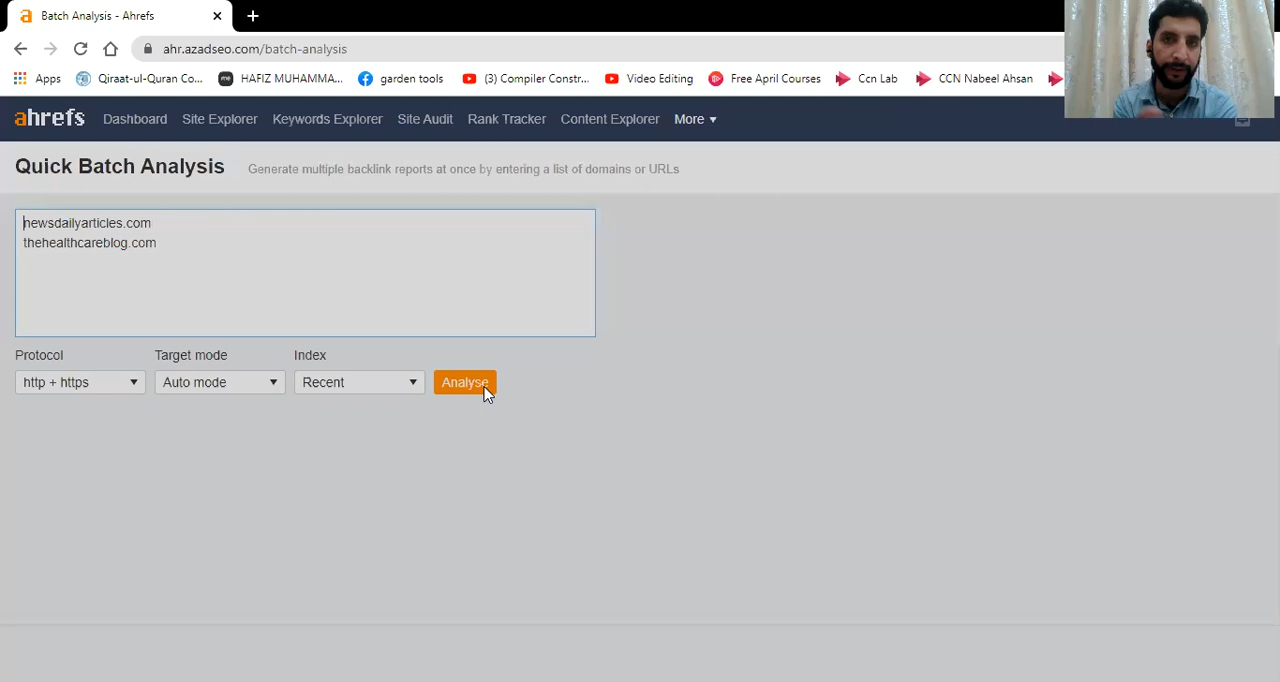 Batch Analysis - Ahrefs
ahr.azadseo.com/batch-analysis
Apps Qiraat-ul-Quran Co... HAFIZ MUHAMMA... garden tools (3) Compiler Constr... Video Editing Free April Courses Ccn Lab CCN Nabeel Ahsan
ahrefs Dashboard Site Explorer Keywords Explorer Site Audit Rank Tracker Content Explorer More
Quick Batch Analysis Generate multiple backlink reports at once by entering a list of domains or URLs
newsdailyarticles.com
thehealthcareblog.com
Protocol Target mode Index
http + https Auto mode Recent Analyse